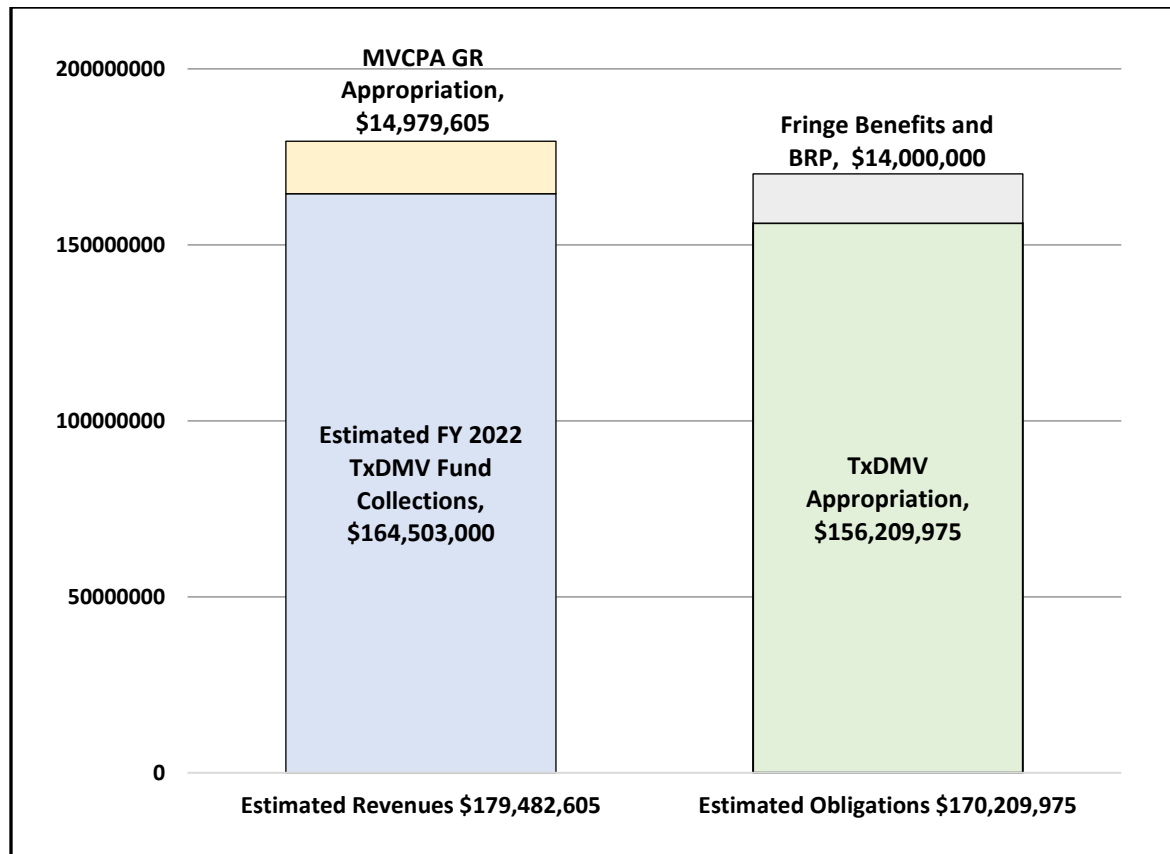 200000000
150000000
100000000
50000000
0
MVCPA GR
Appropriation,
$14,979,605
Estimated FY 2022
TxDMV Fund
Collections,
$164,503,000
Fringe Benefits and
BRP,  $14,000,000
TxDMV
Appropriation,
$156,209,975
Estimated Revenues $179,482,605
Estimated Obligations $170,209,975